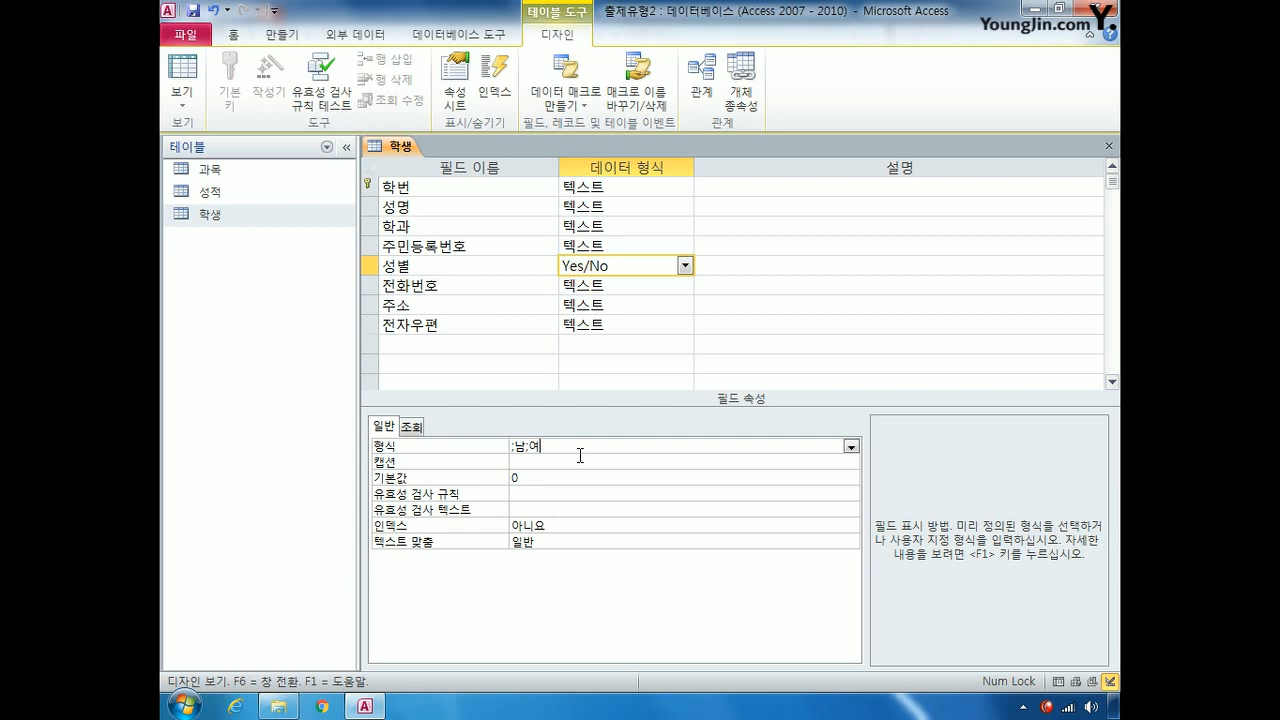 출제유형2 : 데이터베이스 (Access 2007 - 2010) - Microsoft Access
테이블 도구
YoungJin.com Y.
파일 홈 만들기 외부 데이터 데이터베이스 도구 디자인
행 삽입
행 삭제
조회 수정
보기
기본
키
작성기
유효성 검사
규칙 테스트
속성
시트
인덱스
데이터 매크로
만들기
매크로 이름
바꾸기/삭제
관계
개체
종속성
보기 도구 표시/숨기기 필드, 레코드 및 테이블 이벤트 관계
테이블
과목
성적
학생
학생
필드 이름 데이터 형식 설명
학번 텍스트
성명 텍스트
학과 텍스트
주민등록번호 텍스트
성별 Yes/No
전화번호 텍스트
주소 텍스트
전자우편 텍스트
필드 속성
일반 조회
형식 ;남;여
캡션
기본값 0
유효성 검사 규칙
유효성 검사 텍스트
인덱스 아니요
텍스트 맞춤 일반
필드 표시 방법. 미리 정의된 형식을 선택하거
나 사용자 지정 형식을 입력하십시오. 자세한
내용을 보려면 <F1> 키를 누르십시오.
디자인 보기. F6 = 창 전환. F1 = 도움말.
Num Lock